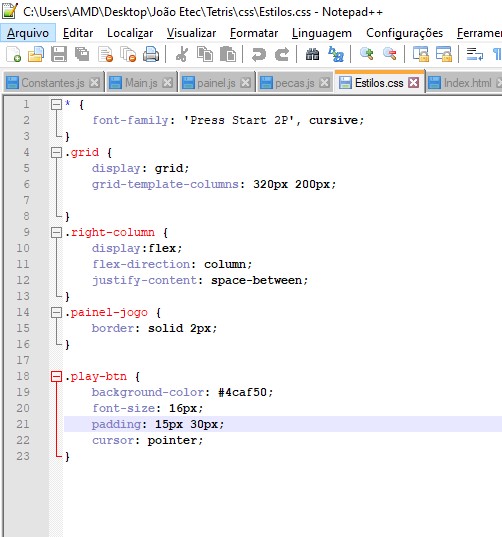 C:\Users\AMD\Desktop\João Etec\Tetris\css\Estilos.css - Notepad++
Arquivo Editar Localizar Visualizar Formatar Linguagem Configurações Ferramen
Constantes.js Main.js painel.js pecas.js Estilos.css Index.html
1 * {
2 font-family: 'Press Start 2P', cursive;
3 }
4 .grid {
5 display: grid;
6 grid-template-columns: 320px 200px;
7
8 }
9 .right-column {
10 display:flex;
11 flex-direction: column;
12 justify-content: space-between;
13 }
14 .painel-jogo {
15 border: solid 2px;
16 }
17
18 .play-btn {
19 background-color: #4caf50;
20 font-size: 16px;
21 padding: 15px 30px;
22 cursor: pointer;
23 }